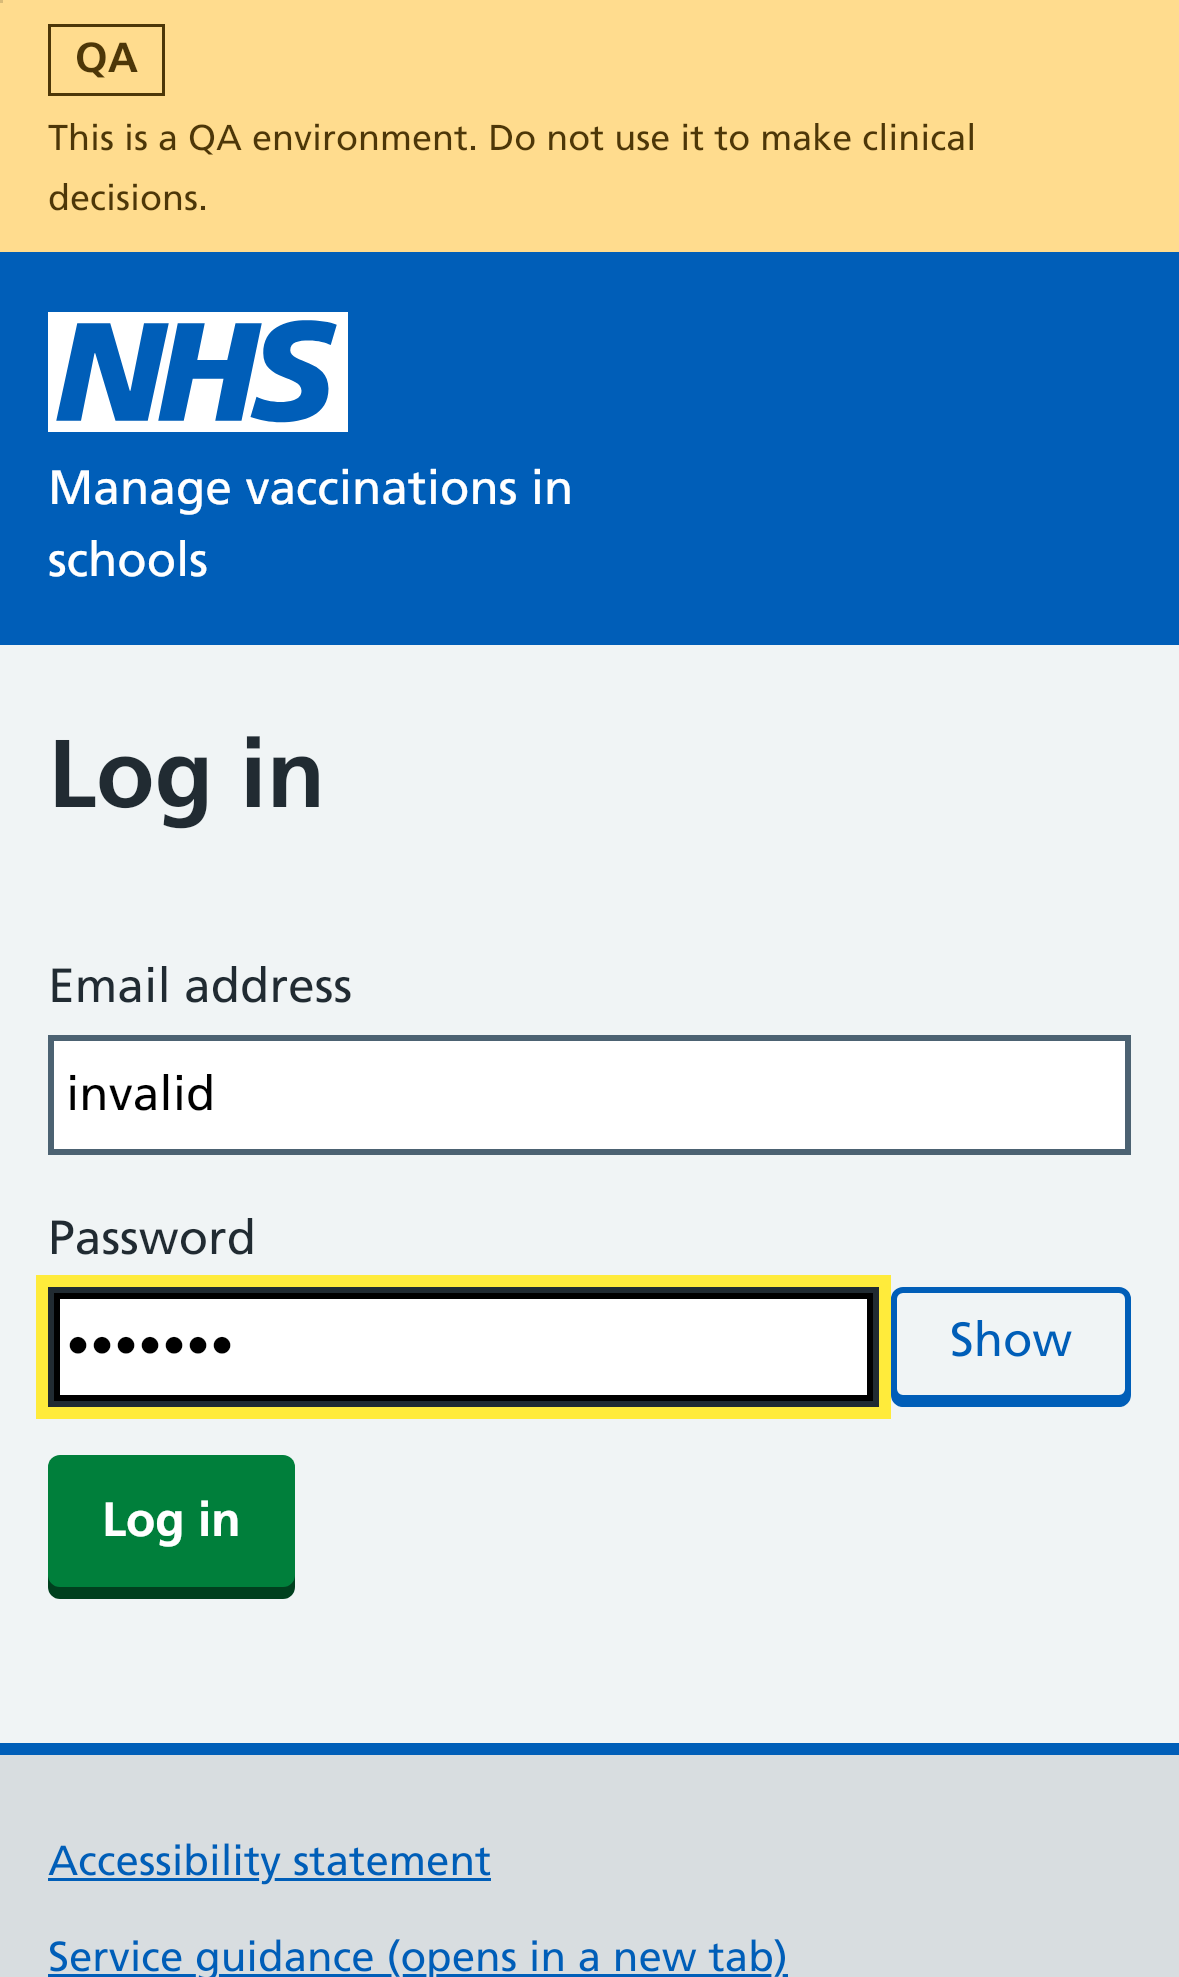 QA
This is a QA environment. Do not use it to make clinical
decisions.
NHS
Manage vaccinations in
schools
Log in
Email address
invalid
Password
•••••••
Show
Log in
Accessibility statement
Service guidance (opens in a new tab)